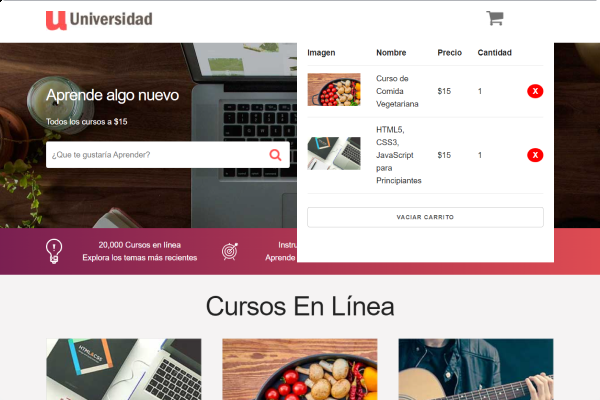 Universidad
Imagen Nombre Precio Cantidad
Curso de
Comida
Vegetariana
$15 1 X
HTML5,
CSS3,
JavaScript
para
Principiantes
$15 1 X
VACIAR CARRITO
Aprende algo nuevo
Todos los cursos a $15
¿Que te gustaría Aprender?
20,000 Cursos en línea
Explora los temas más recientes
Instru
Aprende
Cursos En Línea
HTML&CSS